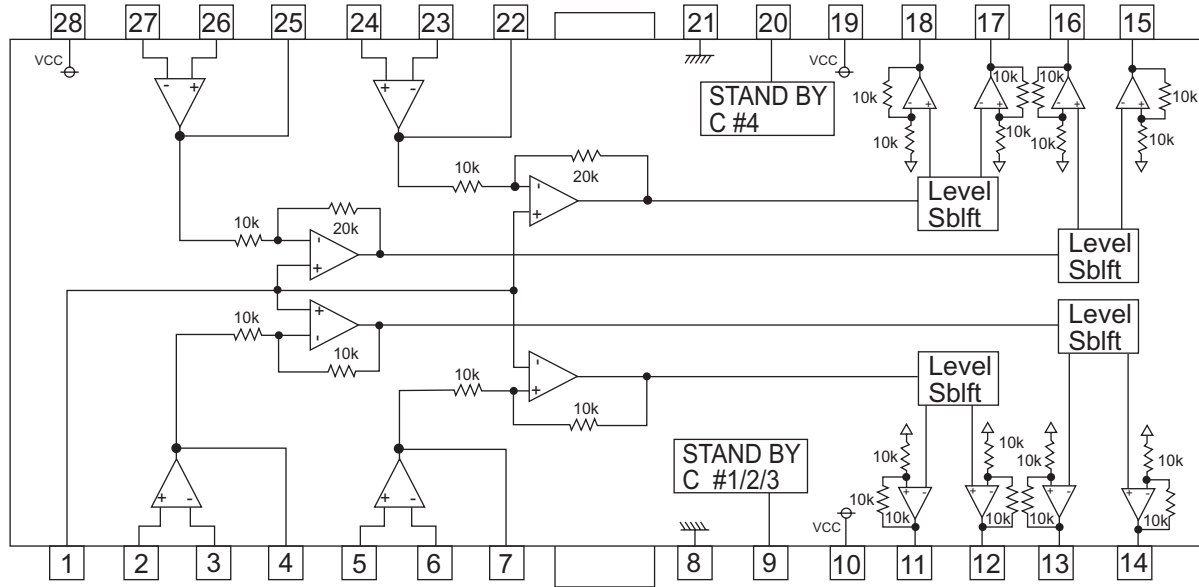 28 27 26 25 24 23 22 21 20 19 18 17 16 15
VCC
- +
- +
STAND BY
C #4
VCC
- +
- +
- +
- +
10k 10k 10k 10k
10k 10k 10k 10k
10k
20k
-
+
Level
Sblft
10k
20k
-
+
Level
Sblft
+
-
10k
10k
Level
Sblft
-
+
10k
10k
Level
Sblft
+ -
+ -
STAND BY
C #1/2/3
VCC
10k 10k 10k 10k
10k 10k 10k 10k
+ -
+ -
+ -
+ -
1 2 3 4 5 6 7 8 9 10 11 12 13 14